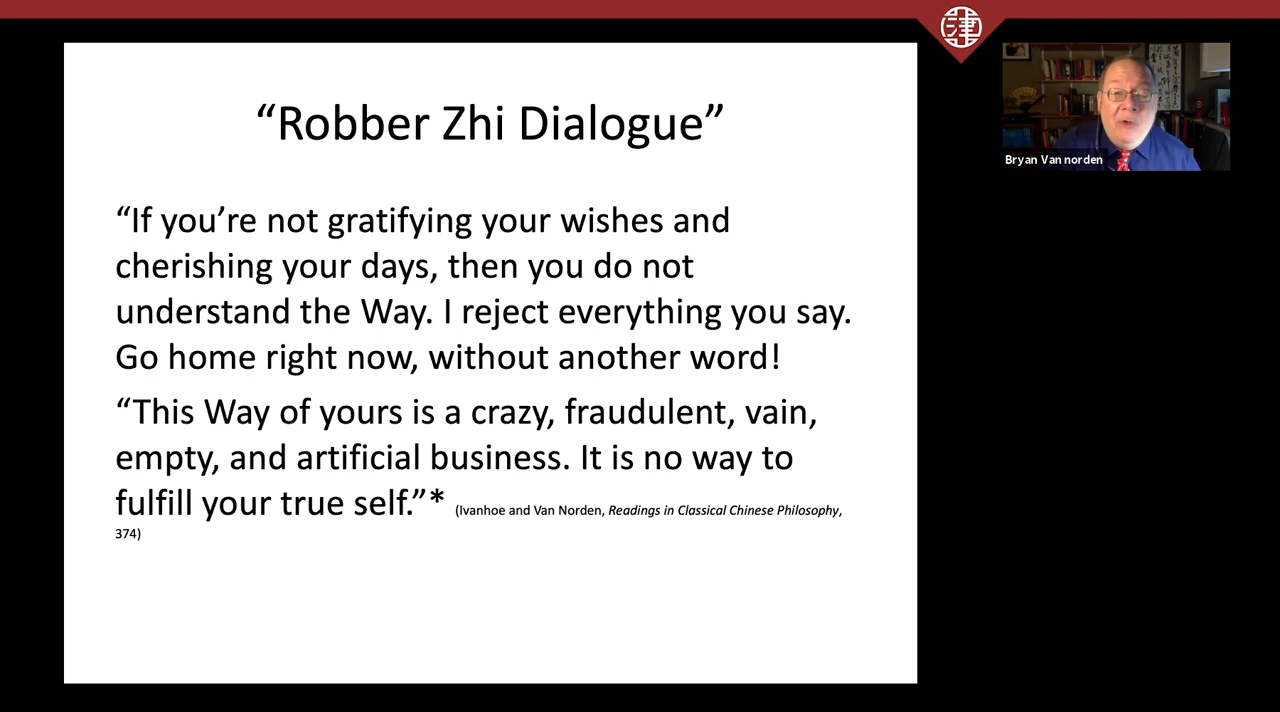 “Robber Zhi Dialogue”
“If you’re not gratifying your wishes and
cherishing your days, then you do not
understand the Way. I reject everything you say.
Go home right now, without another word!
“This Way of yours is a crazy, fraudulent, vain,
empty, and artificial business. It is no way to
fulfill your true self.”* (Ivanhoe and Van Norden, Readings in Classical Chinese Philosophy,
374)
Bryan Van norden